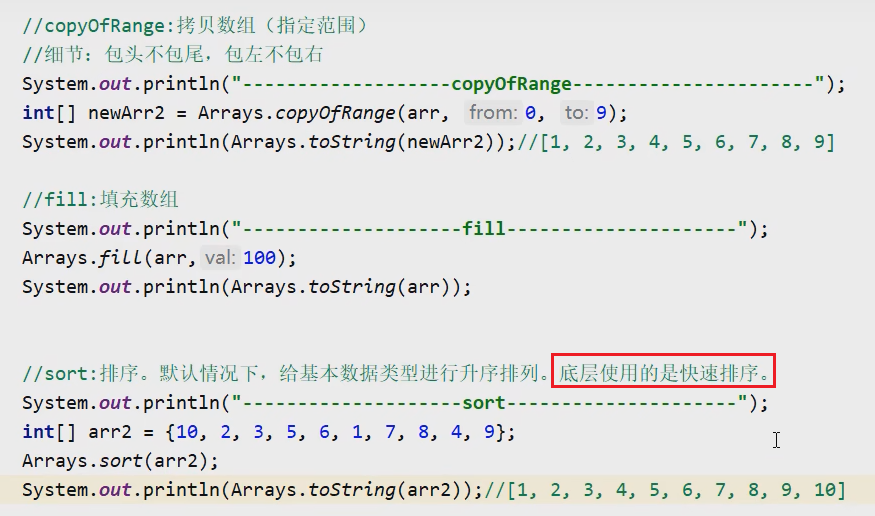 //copyOfRange:拷贝数组（指定范围）
//细节：包头不包尾，包左不包右
System.out.println("-------------------copyOfRange----------------------");
int[] newArr2 = Arrays.copyOfRange(arr, from: 0, to: 9);
System.out.println(Arrays.toString(newArr2));//[1, 2, 3, 4, 5, 6, 7, 8, 9]
//fill:填充数组
System.out.println("--------------------fill---------------------");
Arrays.fill(arr, val: 100);
System.out.println(Arrays.toString(arr));
//sort:排序。默认情况下，给基本数据类型进行升序排列。底层使用的是快速排序。
System.out.println("--------------------sort---------------------");
int[] arr2 = {10, 2, 3, 5, 6, 1, 7, 8, 4, 9};
Arrays.sort(arr2);
System.out.println(Arrays.toString(arr2));//[1, 2, 3, 4, 5, 6, 7, 8, 9, 10]